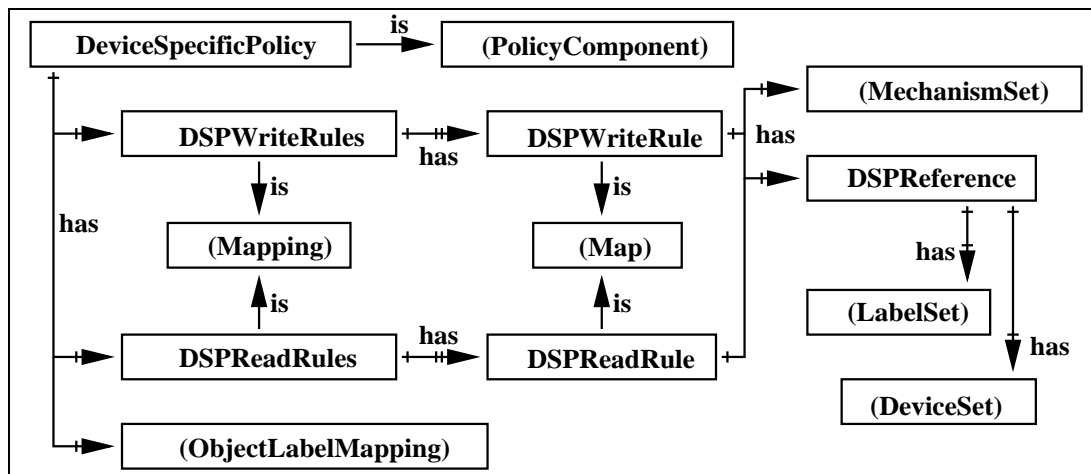 DeviceSpecificPolicy
is
(PolicyComponent)
(MechanismSet)
DSPWriteRules
has
DSPWriteRule
has
DSPReference
is
is
has
(Mapping)
(Map)
has
is
is
(LabelSet)
DSPReadRules
has
DSPReadRule
has
(DeviceSet)
(ObjectLabelMapping)